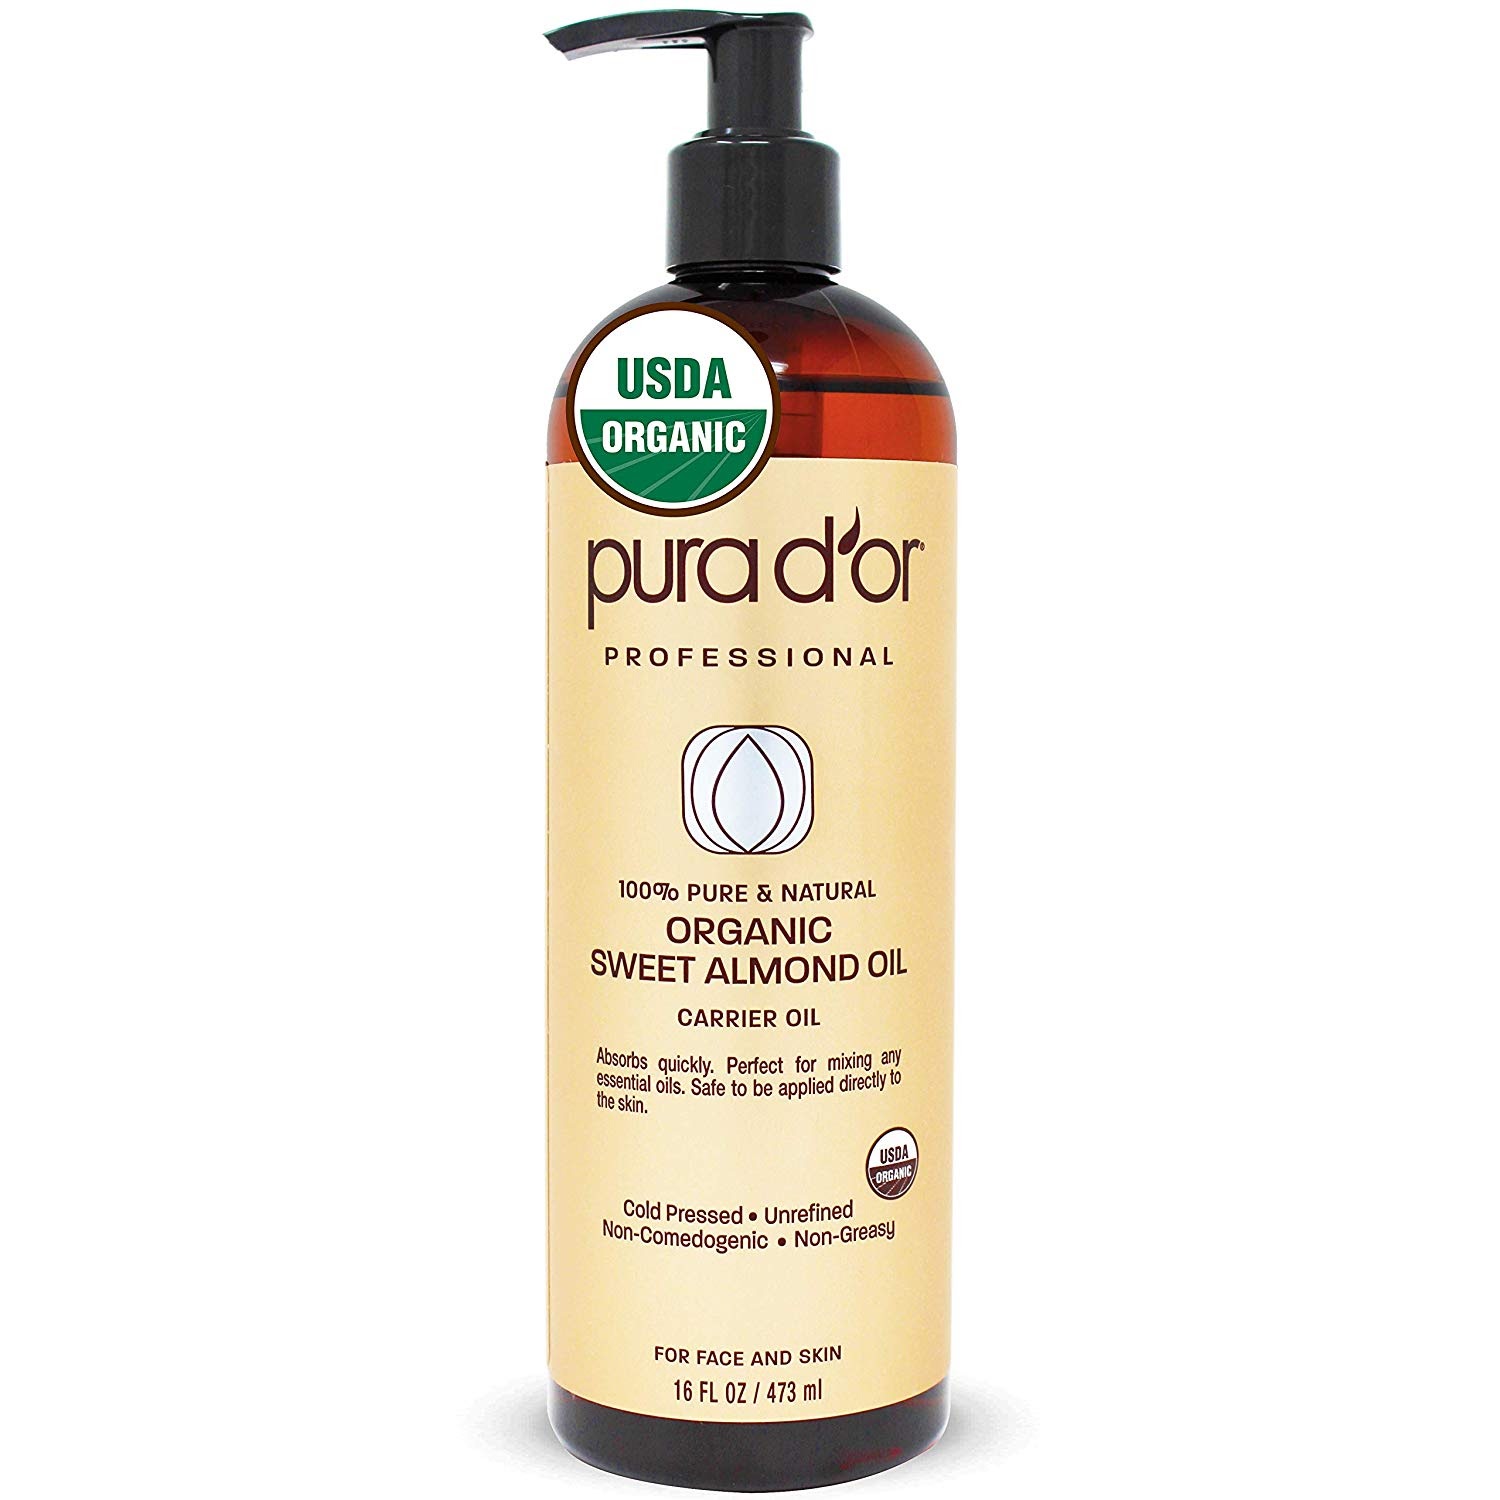 USDA
ORGANIC
pura d'or®
PROFESSIONAL
100% PURE & NATURAL
ORGANIC
SWEET ALMOND OIL
CARRIER OIL
Absorbs quickly. Perfect for mixing any
essential oils. Safe to be applied directly to
the skin.
USDA
ORGANIC
Cold Pressed • Unrefined
Non-Comedogenic • Non-Greasy
FOR FACE AND SKIN
16 FL OZ / 473 ml